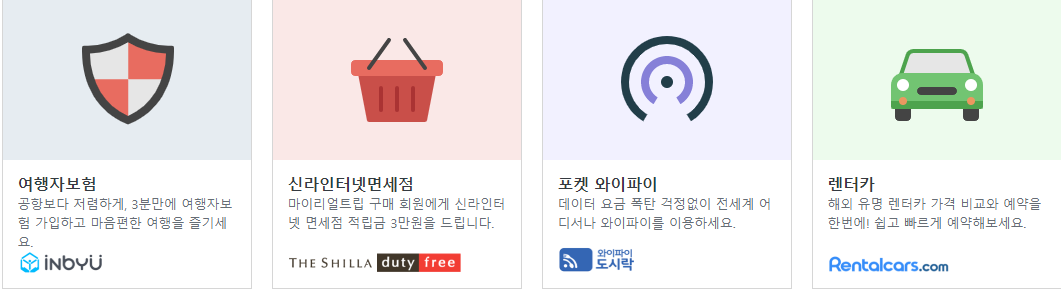 여행자보험
공항보다 저렴하게, 3분만에 여행자보
험 가입하고 마음편한 여행을 즐기세
요.
inbyu
신라인터넷면세점
마이리얼트립 구매 회원에게 신라인터
넷 면세점 적립금 3만원을 드립니다.
THE SHILLA duty free
포켓 와이파이
데이터 요금 폭탄 걱정없이 전세계 어
디서나 와이파이를 이용하세요.
와이파이
도시락
렌터카
해외 유명 렌터카 가격 비교와 예약을
한번에! 쉽고 빠르게 예약해보세요.
Rentalcars.com